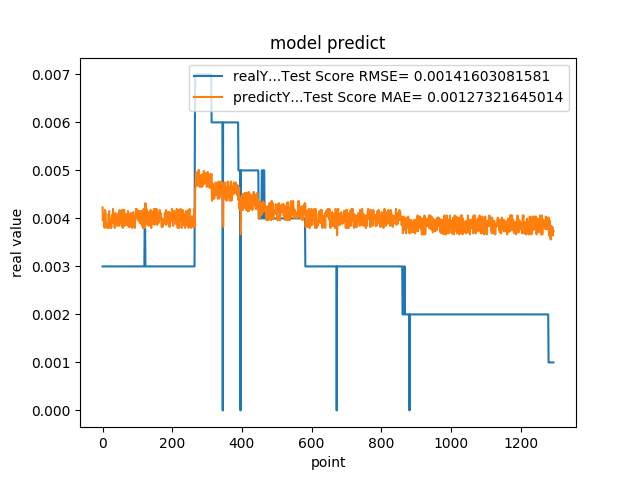 model predict
realY...Test Score RMSE= 0.00141603081581
predictY...Test Score MAE= 0.00127321645014
0.007
0.006
0.005
0.004
0.003
0.002
0.001
0.000
real value
0 200 400 600 800 1000 1200
point